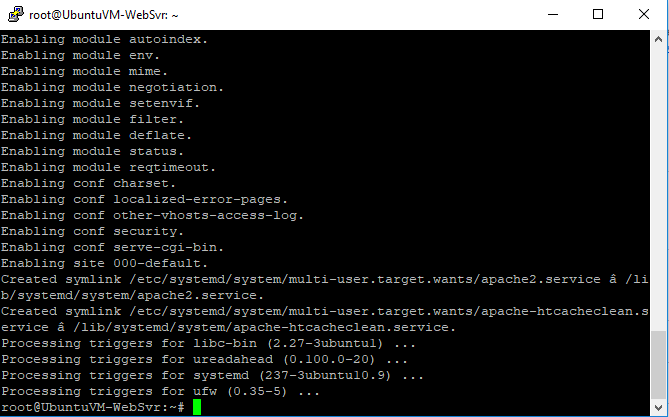 root@UbuntuVM-WebSvr: ~
Enabling module autoindex.
Enabling module env.
Enabling module mime.
Enabling module negotiation.
Enabling module setenvif.
Enabling module filter.
Enabling module deflate.
Enabling module status.
Enabling module reqtimeout.
Enabling conf charset.
Enabling conf localized-error-pages.
Enabling conf other-vhosts-access-log.
Enabling conf security.
Enabling conf serve-cgi-bin.
Enabling site 000-default.
Created symlink /etc/systemd/system/multi-user.target.wants/apache2.service â /li
b/systemd/system/apache2.service.
Created symlink /etc/systemd/system/multi-user.target.wants/apache-htcacheclean.s
ervice â /lib/systemd/system/apache-htcacheclean.service.
Processing triggers for libc-bin (2.27-3ubuntu1) ...
Processing triggers for ureadahead (0.100.0-20) ...
Processing triggers for systemd (237-3ubuntu10.9) ...
Processing triggers for ufw (0.35-5) ...
root@UbuntuVM-WebSvr:~#